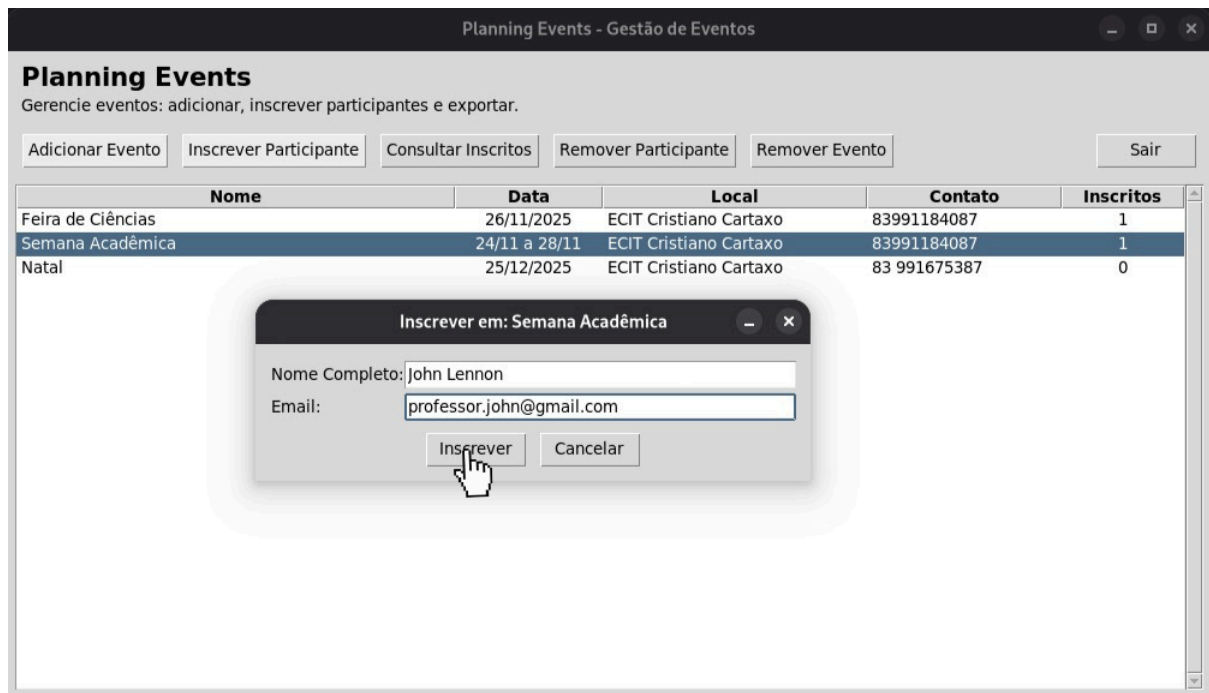 Planning Events - Gestão de Eventos
Planning Events
Gerencie eventos: adicionar, inscrever participantes e exportar.
Adicionar Evento Inscrever Participante Consultar Inscritos Remover Participante Remover Evento Sair
Nome Data Local Contato Inscritos
Feira de Ciências 26/11/2025 ECIT Cristiano Cartaxo 83991184087 1
Semana Acadêmica 24/11 a 28/11 ECIT Cristiano Cartaxo 83991184087 1
Natal 25/12/2025 ECIT Cristiano Cartaxo 83 991675387 0
Inscrever em: Semana Acadêmica
Nome Completo: John Lennon
Email: professor.john@gmail.com
Inscrever Cancelar